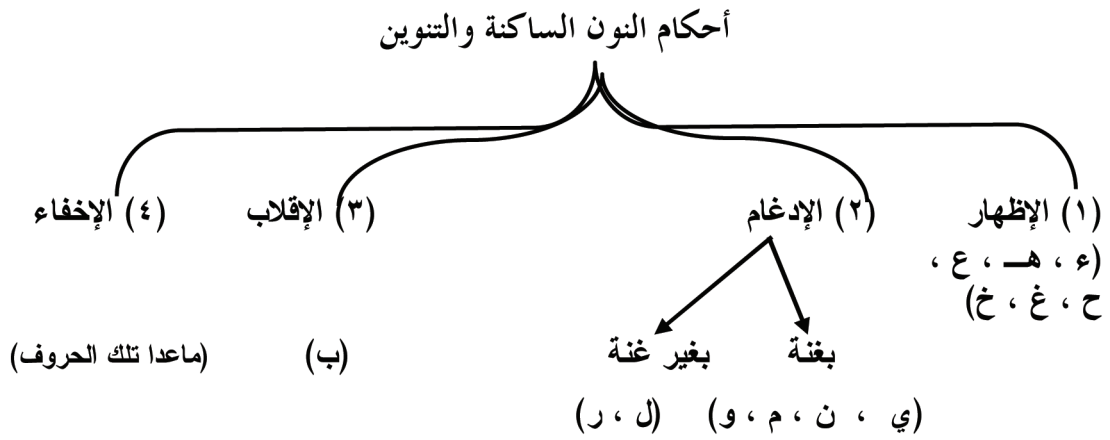 أحكام النون الساكنة والتنوين
(١) الإظهار
(ء ، هـ ، ع ،
ح ، غ ، خ)
(٢) الإدغام
بغنة
(ي ، ن ، م ، و)
بغير غنة
(ل ، ر)
(٣) الإقلاب
(ب)
(٤) الإخفاء
(ماعدا تلك الحروف)